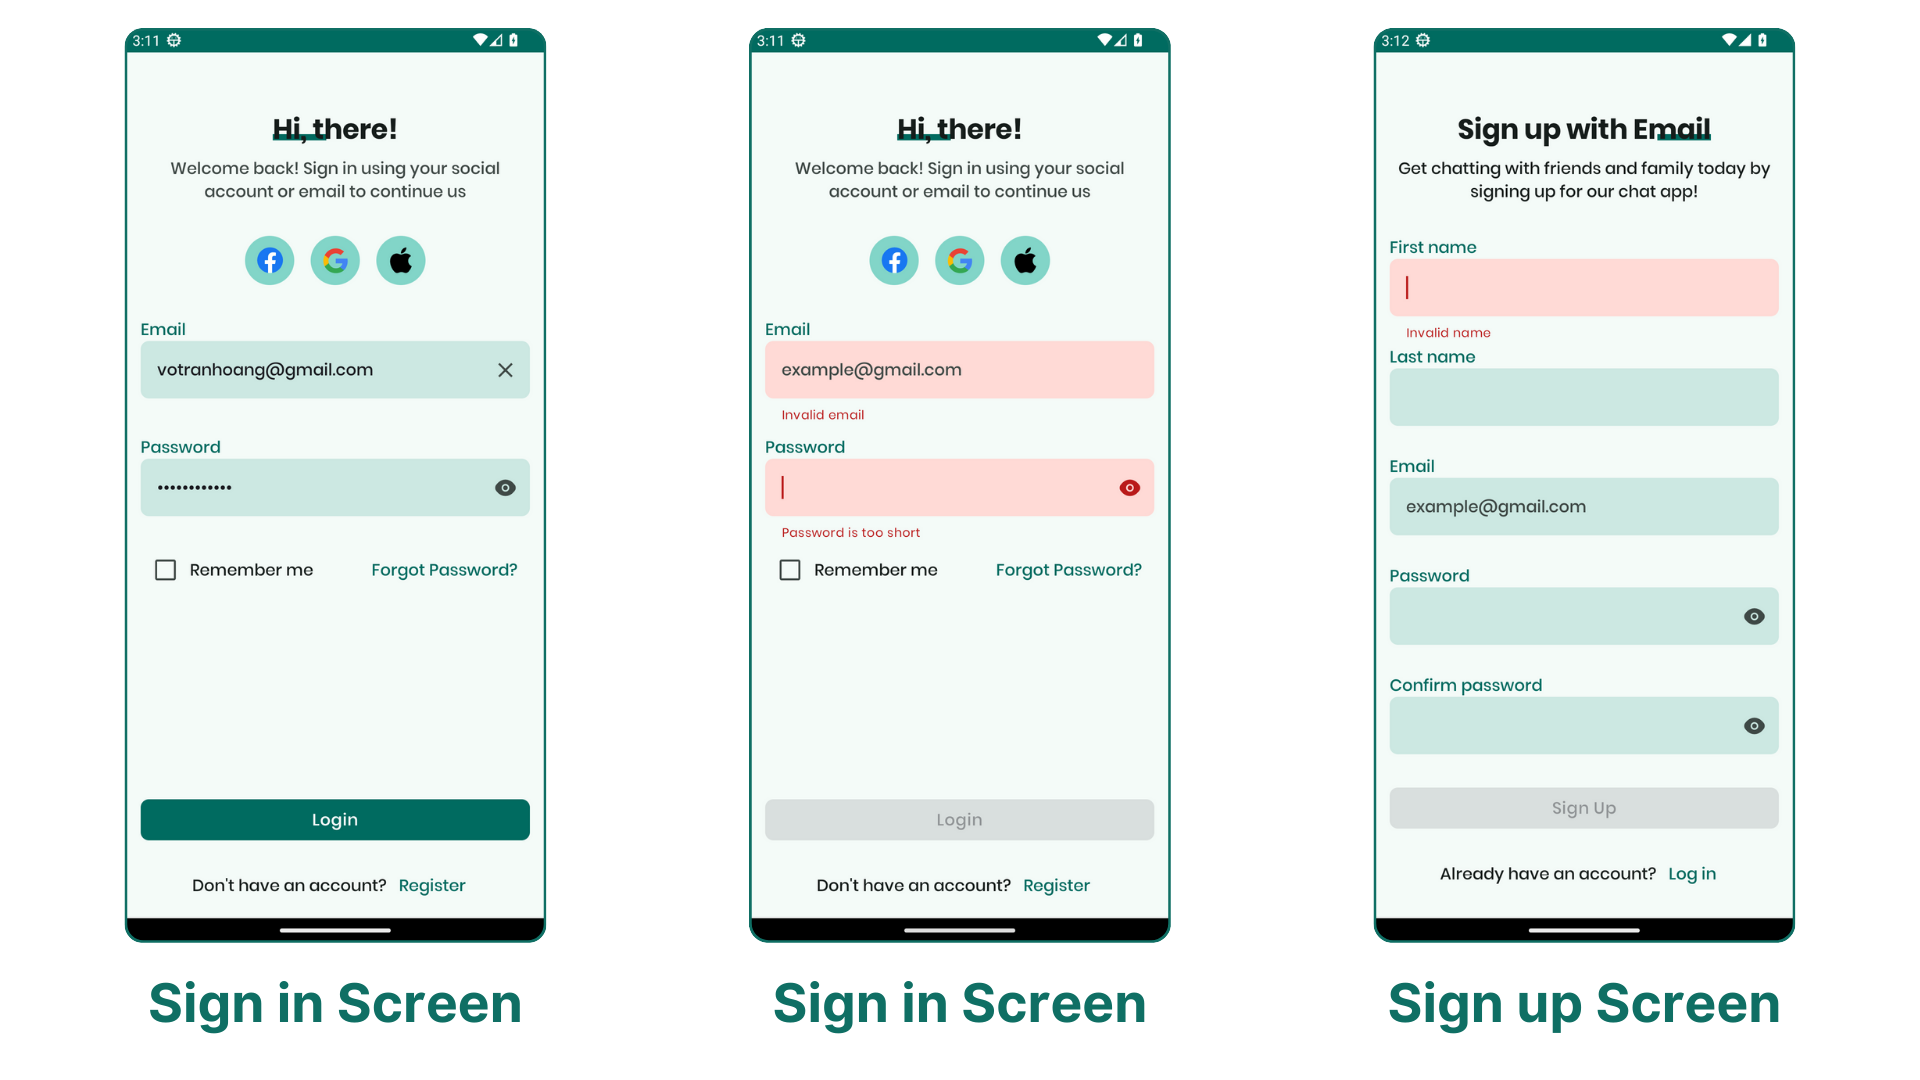 3:11
Hi, there!
Welcome back! Sign in using your social
account or email to continue us
Email
votranhoang@gmail.com
Password
••••••••••••
Remember me
Forgot Password?
Login
Don't have an account? Register
Sign in Screen
3:11
Hi, there!
Welcome back! Sign in using your social
account or email to continue us
Email
example@gmail.com
Invalid email
Password
Password is too short
Remember me
Forgot Password?
Login
Don't have an account? Register
Sign in Screen
3:12
Sign up with Email
Get chatting with friends and family today by
signing up for our chat app!
First name
Invalid name
Last name
Email
example@gmail.com
Password
Confirm password
Sign Up
Already have an account? Log in
Sign up Screen